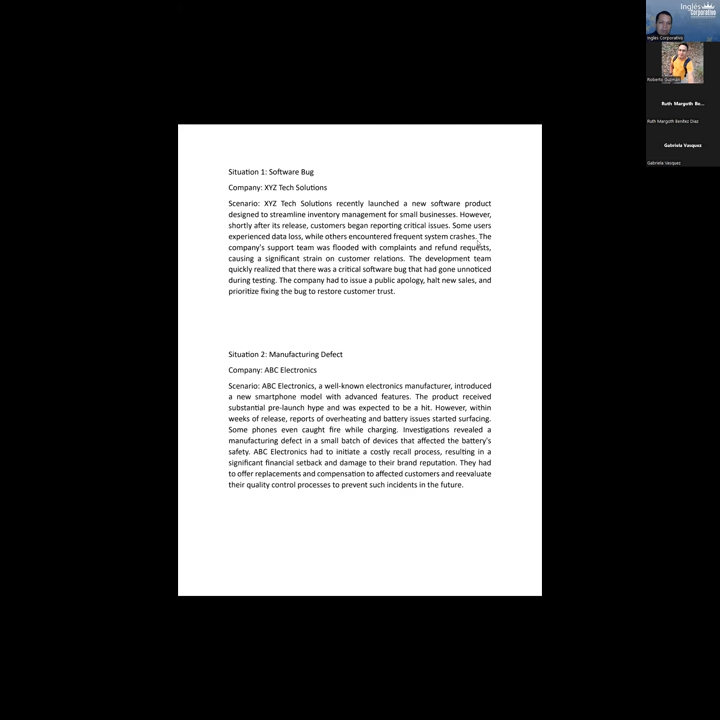 Inglés
Corporativo
Inglés Corporativo
Roberto Guzmán
Ruth Margoth Be...
Ruth Margoth Benítez Díaz
Gabriela Vasquez
Gabriela Vasquez
Situation 1: Software Bug
Company: XYZ Tech Solutions
Scenario: XYZ Tech Solutions recently launched a new software product
designed to streamline inventory management for small businesses. However,
shortly after its release, customers began reporting critical issues. Some users
experienced data loss, while others encountered frequent system crashes. The
company's support team was flooded with complaints and refund requests,
causing a significant strain on customer relations. The development team
quickly realized that there was a critical software bug that had gone unnoticed
during testing. The company had to issue a public apology, halt new sales, and
prioritize fixing the bug to restore customer trust.
Situation 2: Manufacturing Defect
Company: ABC Electronics
Scenario: ABC Electronics, a well-known electronics manufacturer, introduced
a new smartphone model with advanced features. The product received
substantial pre-launch hype and was expected to be a hit. However, within
weeks of release, reports of overheating and battery issues started surfacing.
Some phones even caught fire while charging. Investigations revealed a
manufacturing defect in a small batch of devices that affected the battery's
safety. ABC Electronics had to initiate a costly recall process, resulting in a
significant financial setback and damage to their brand reputation. They had
to offer replacements and compensation to affected customers and reevaluate
their quality control processes to prevent such incidents in the future.